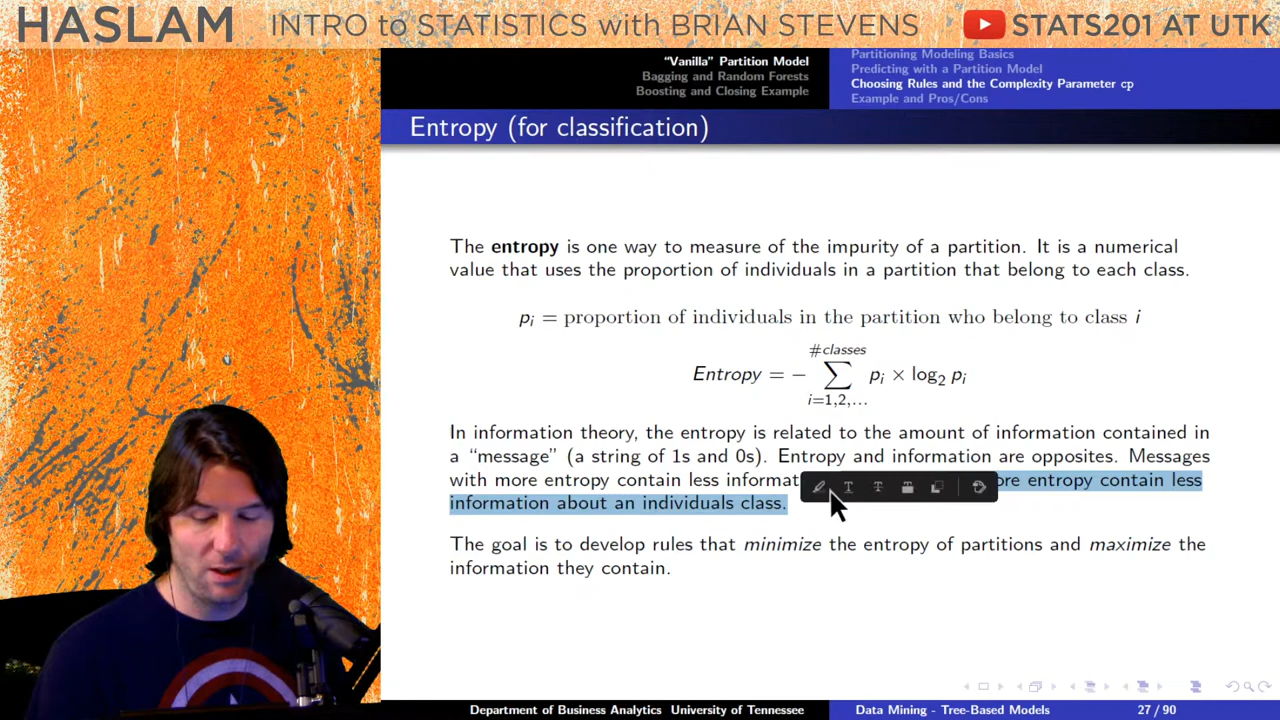 HASLAM INTRO to STATISTICS with BRIAN STEVENS STATS201 AT UTK
"Vanilla" Partition Model
Bagging and Random Forests
Boosting and Closing Example
Partitioning Modeling Basics
Predicting with a Partition Model
Choosing Rules and the Complexity Parameter cp
Example and Pros/Cons
Entropy (for classification)
The entropy is one way to measure of the impurity of a partition. It is a numerical
value that uses the proportion of individuals in a partition that belong to each class.
pᵢ = proportion of individuals in the partition who belong to class i
#classes
Entropy = − ∑ pᵢ × log₂ pᵢ
i=1,2,...
In information theory, the entropy is related to the amount of information contained in
a "message" (a string of 1s and 0s). Entropy and information are opposites. Messages
with more entropy contain less entropy contain less
information about an individuals class.
The goal is to develop rules that minimize the entropy of partitions and maximize the
information they contain.
Department of Business Analytics University of Tennessee Data Mining - Tree-Based Models 27 / 90